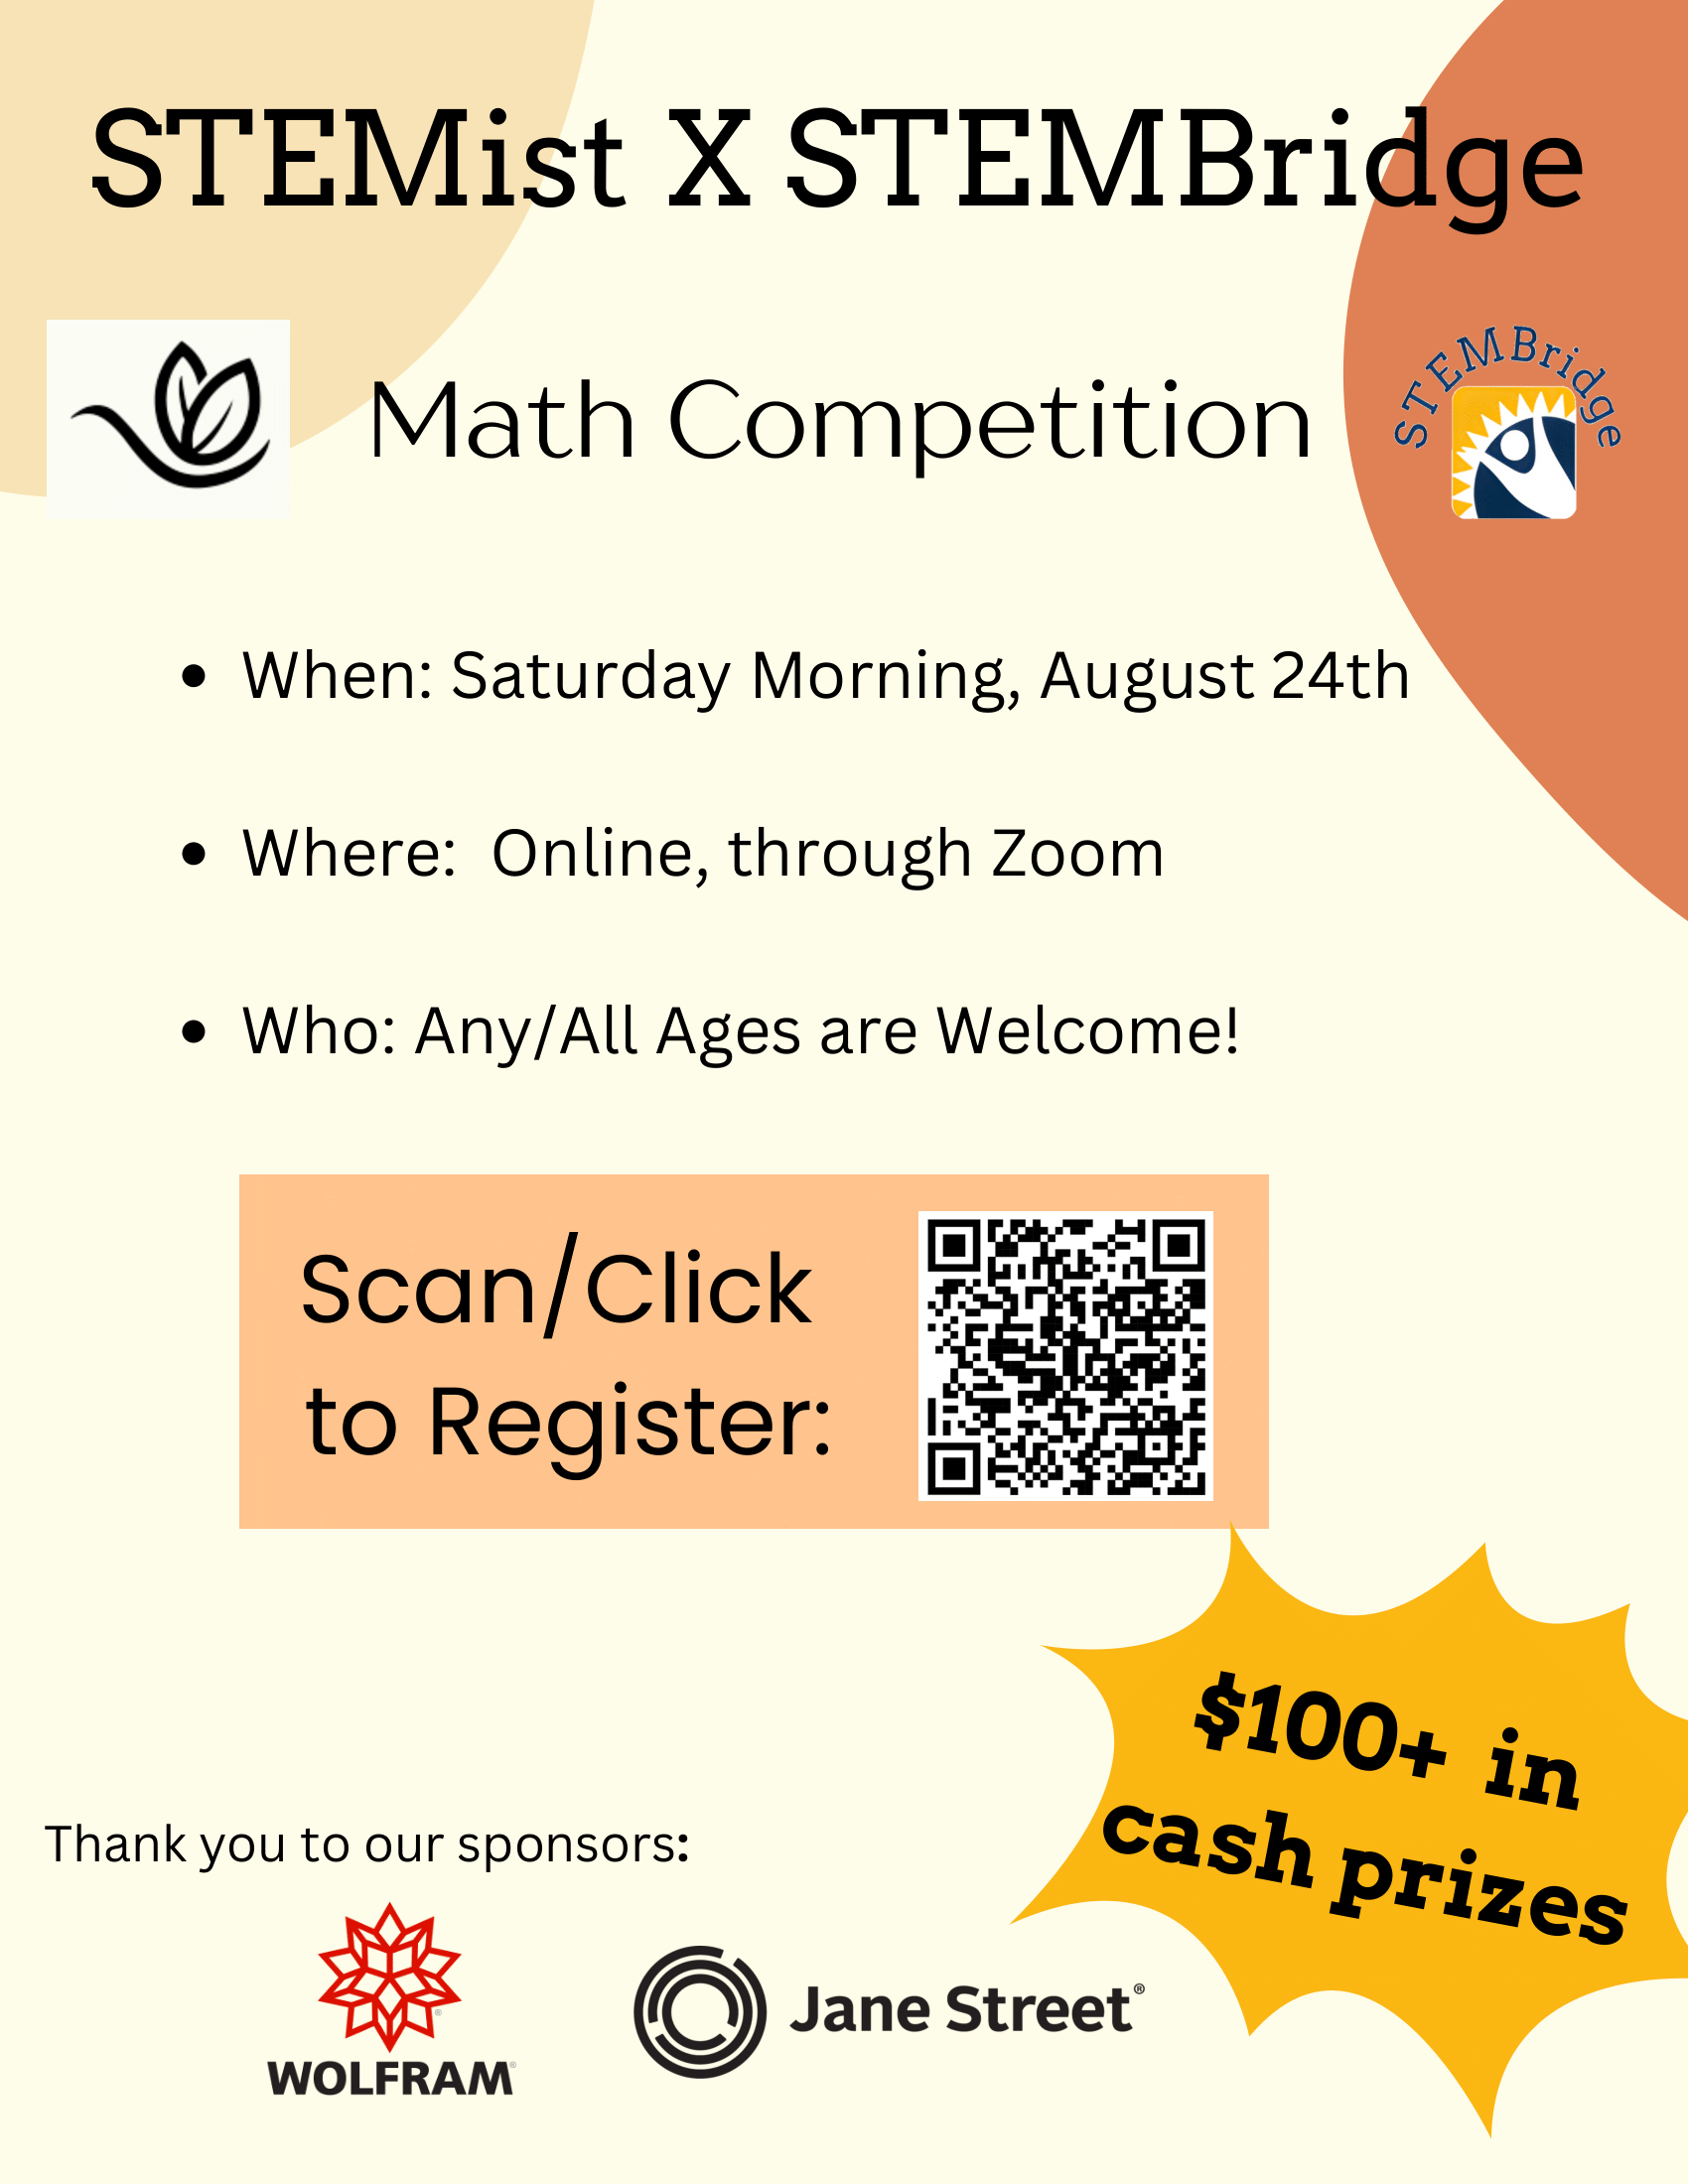 STEMist X STEMBridge
Math Competition
STEMBridge
• When: Saturday Morning, August 24th
• Where: Online, through Zoom
• Who: Any/All Ages are Welcome!
Scan/Click
to Register:
$100+ in
cash prizes
Thank you to our sponsors:
WOLFRAM®
Jane Street®